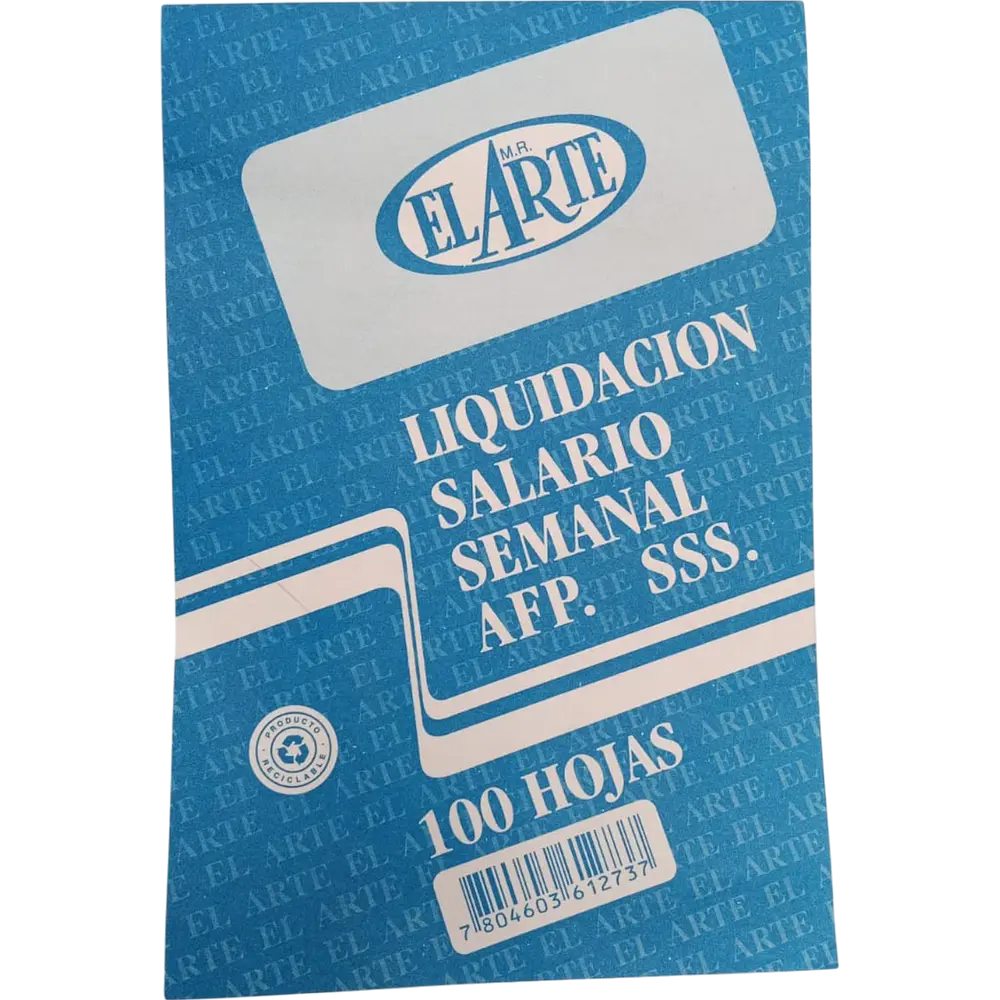 M.R.
EL ARTE
LIQUIDACION
SALARIO
SEMANAL
AFP. SSS.
PRODUCTO
RECICLABLE
100 HOJAS
7 804603 612737